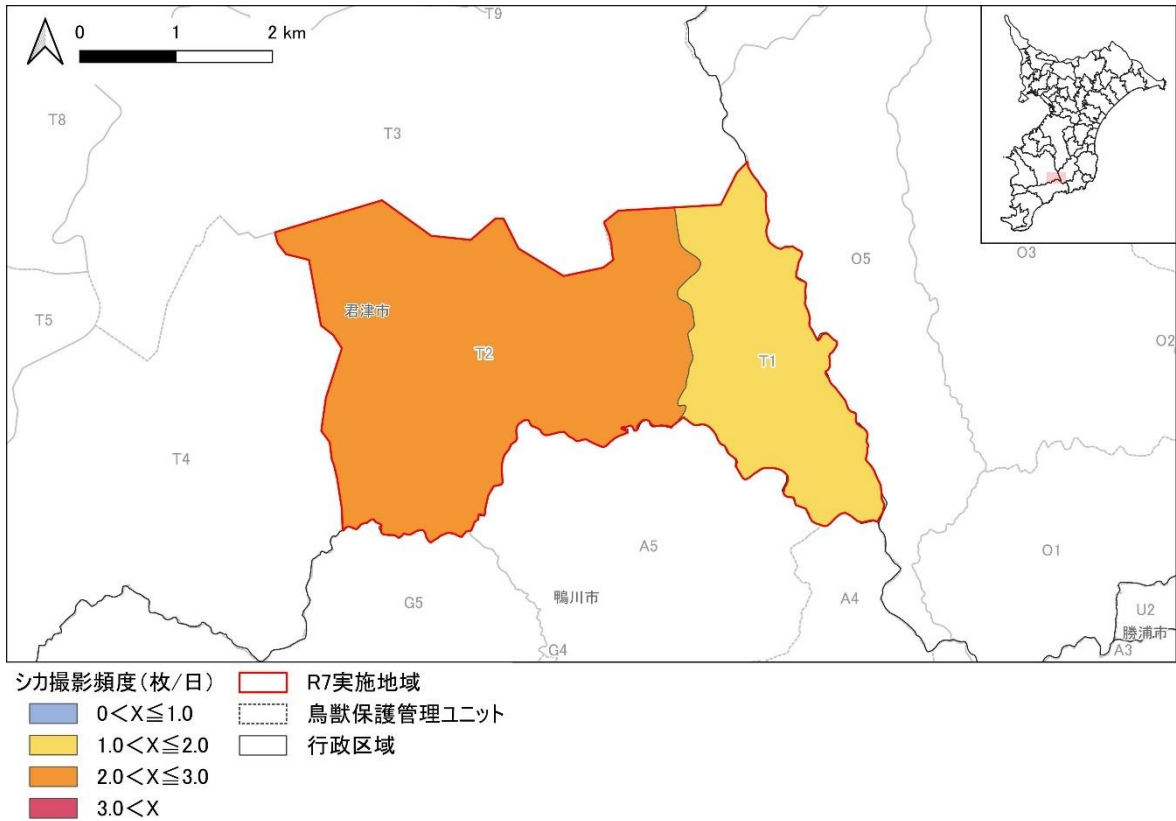 0 1 2 km
T9
T8
T3
O5
O3
T5
君津市
T2
T1
O2
T4
A5
O1
G5
鴨川市
A4
U2
勝浦市
G4
A3
シカ撮影頻度(枚/日)
0<X≦1.0
1.0<X≦2.0
2.0<X≦3.0
3.0<X
R7実施地域
鳥獣保護管理ユニット
行政区域